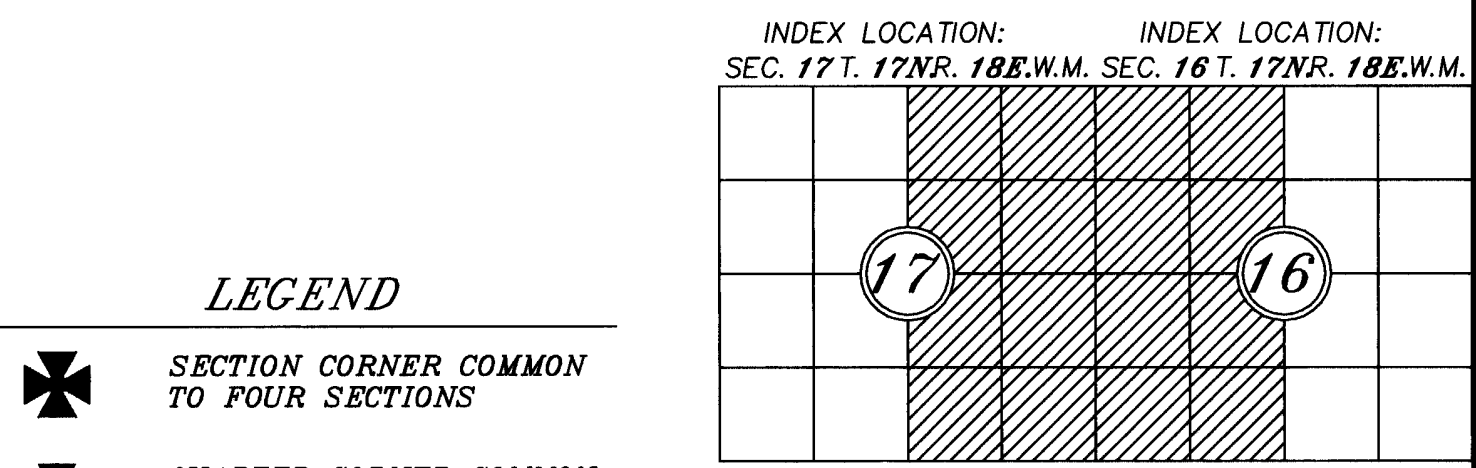 INDEX LOCATION: INDEX LOCATION:
SEC. 17 T. 17N R. 18E. W.M. SEC. 16 T. 17N R. 18E. W.M.
17 16
LEGEND
SECTION CORNER COMMON
TO FOUR SECTIONS